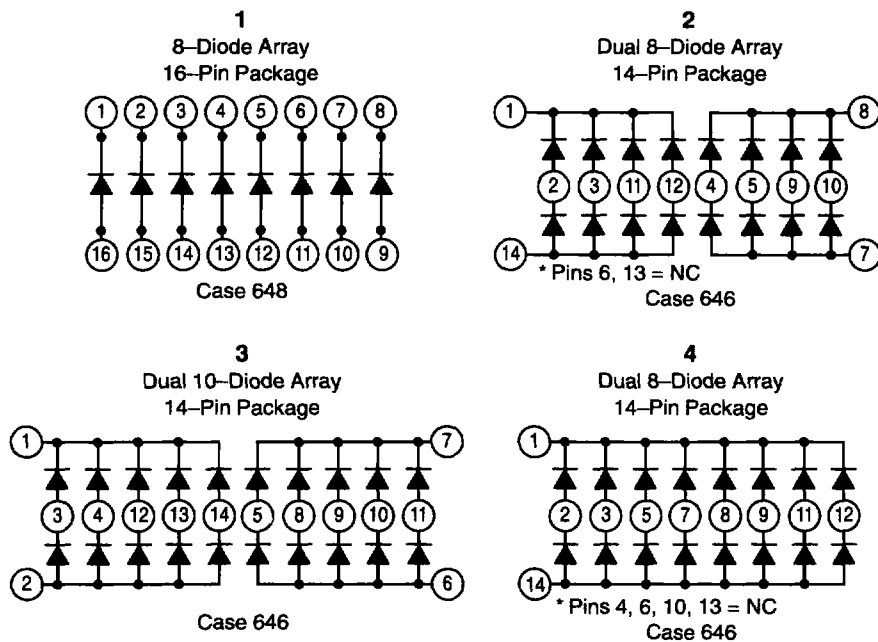 1
8–Diode Array
16–Pin Package
1 2 3 4 5 6 7 8
16 15 14 13 12 11 10 9
Case 648
2
Dual 8–Diode Array
14–Pin Package
1 8
2 3 11 12 4 5 9 10
14 7
* Pins 6, 13 = NC
Case 646
3
Dual 10–Diode Array
14–Pin Package
1 7
3 4 12 13 14 5 8 9 10 11
2 6
Case 646
4
Dual 8–Diode Array
14–Pin Package
1
2 3 5 7 8 9 11 12
14
* Pins 4, 6, 10, 13 = NC
Case 646